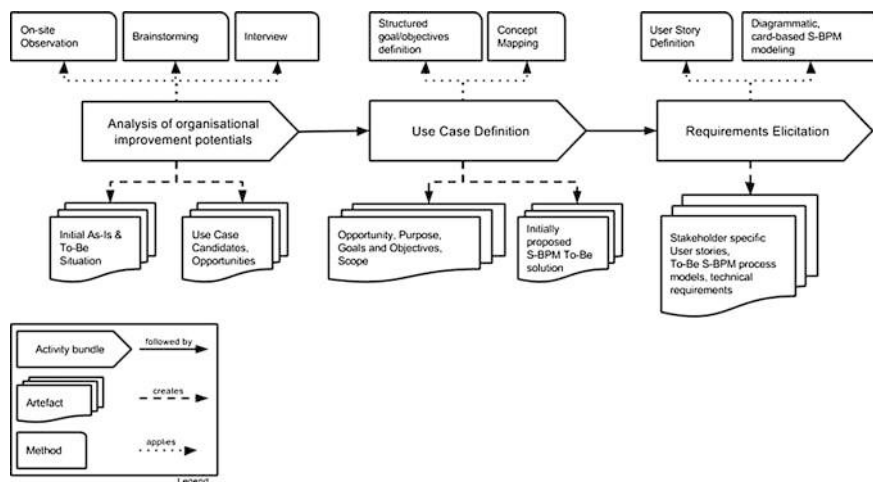 On-site
Observation
Brainstorming
Interview
Structured
goal/objectives
definition
Concept
Mapping
User Story
Definition
Diagrammatic,
card-based S-BPM
modeling
Analysis of organisational
improvement potentials
Use Case Definition
Requirements Elicitation
Initial As-Is &
To-Be
Situation
Use Case
Candidates,
Opportunities
Opportunity, Purpose,
Goals and Objectives,
Scope
Initially
proposed
S-BPM To-Be
solution
Stakeholder specific
User stories,
To-Be S-BPM process
models, technical
requirements
Activity bundle
followed by
Artefact
creates
Method
applies
Legend